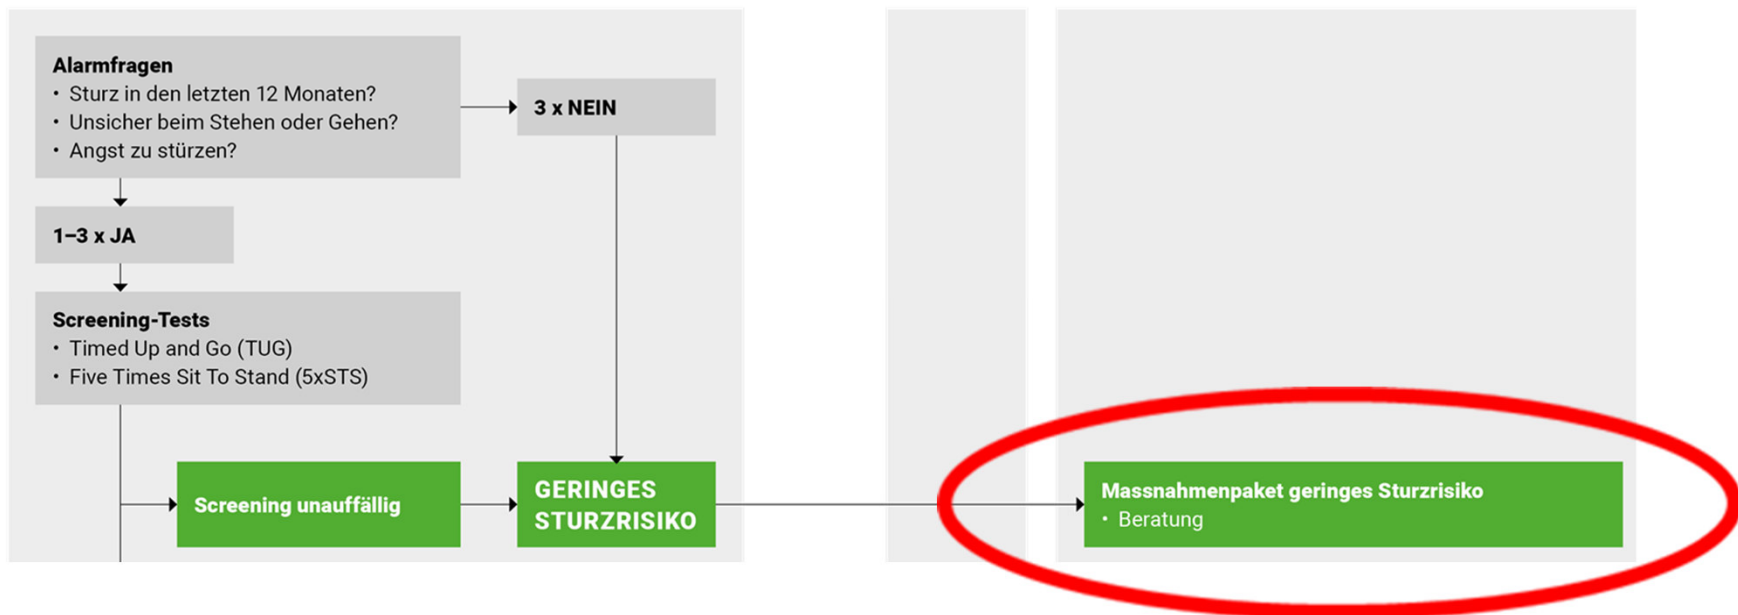 Alarmfragen
• Sturz in den letzten 12 Monaten?
• Unsicher beim Stehen oder Gehen?
• Angst zu stürzen?
3 x NEIN
1–3 x JA
Screening-Tests
• Timed Up and Go (TUG)
• Five Times Sit To Stand (5xSTS)
Screening unauffällig
GERINGES
STURZRISIKO
Massnahmenpaket geringes Sturzrisiko
• Beratung